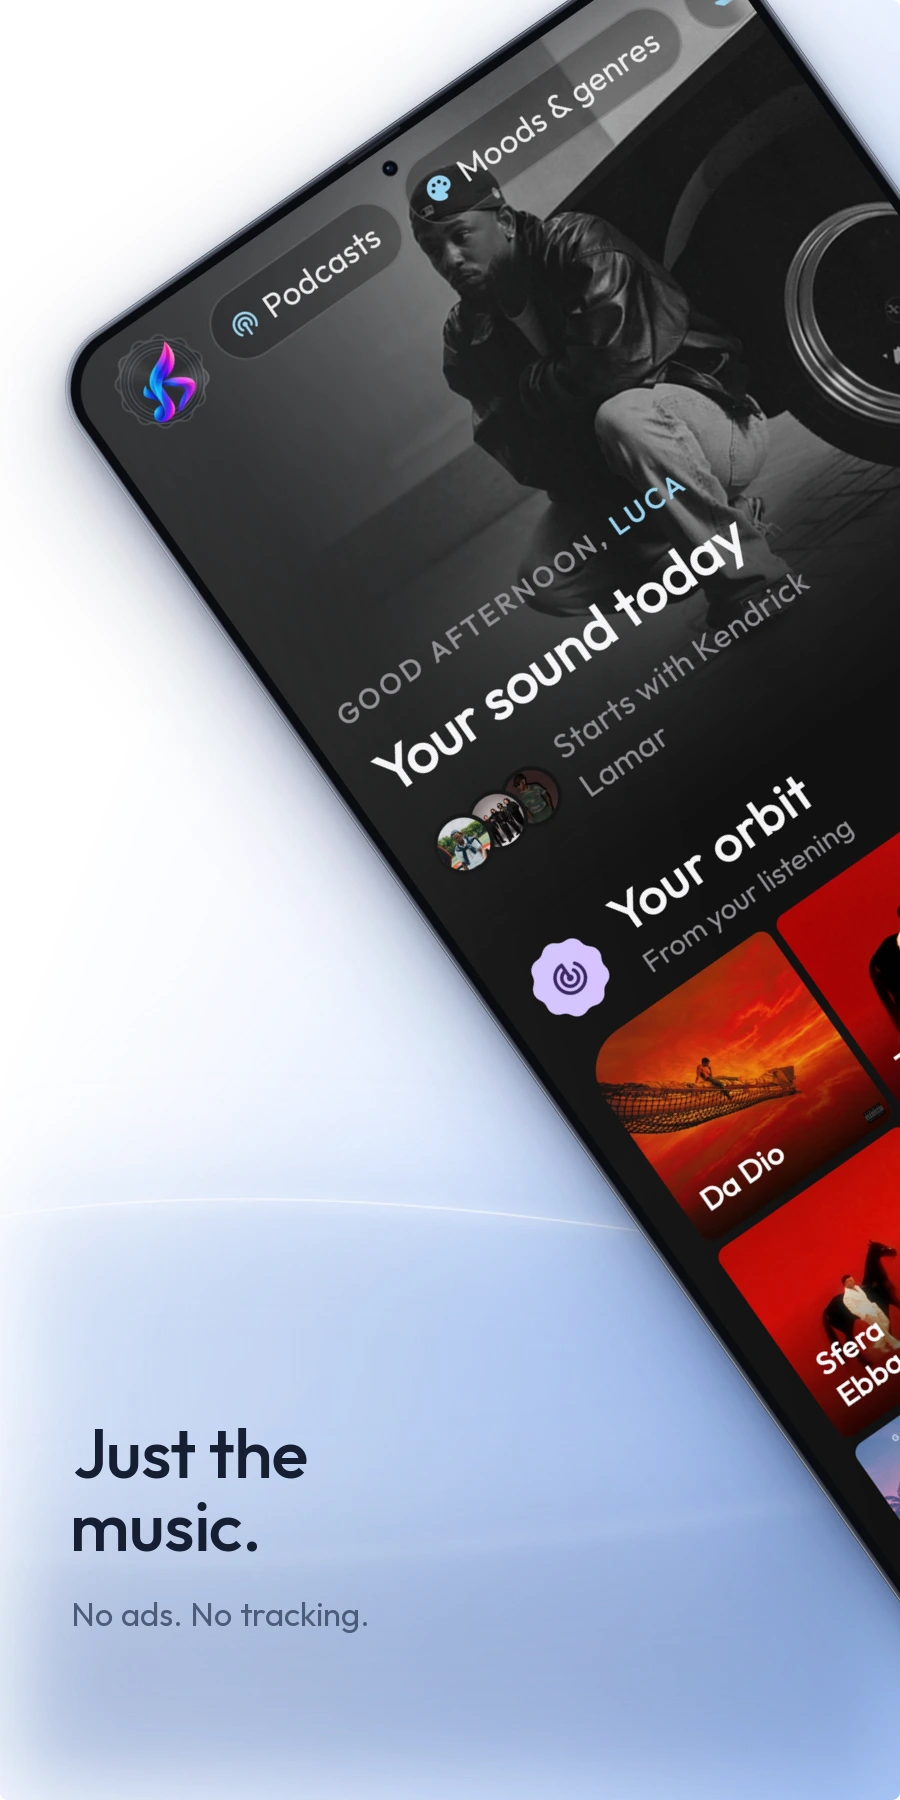 Moods & genres
Podcasts
GOOD AFTERNOON, LUCA
Your sound today
Starts with Kendrick
Lamar
Your orbit
From your listening
Da Dio
Sfera
Just the
music.
No ads. No tracking.